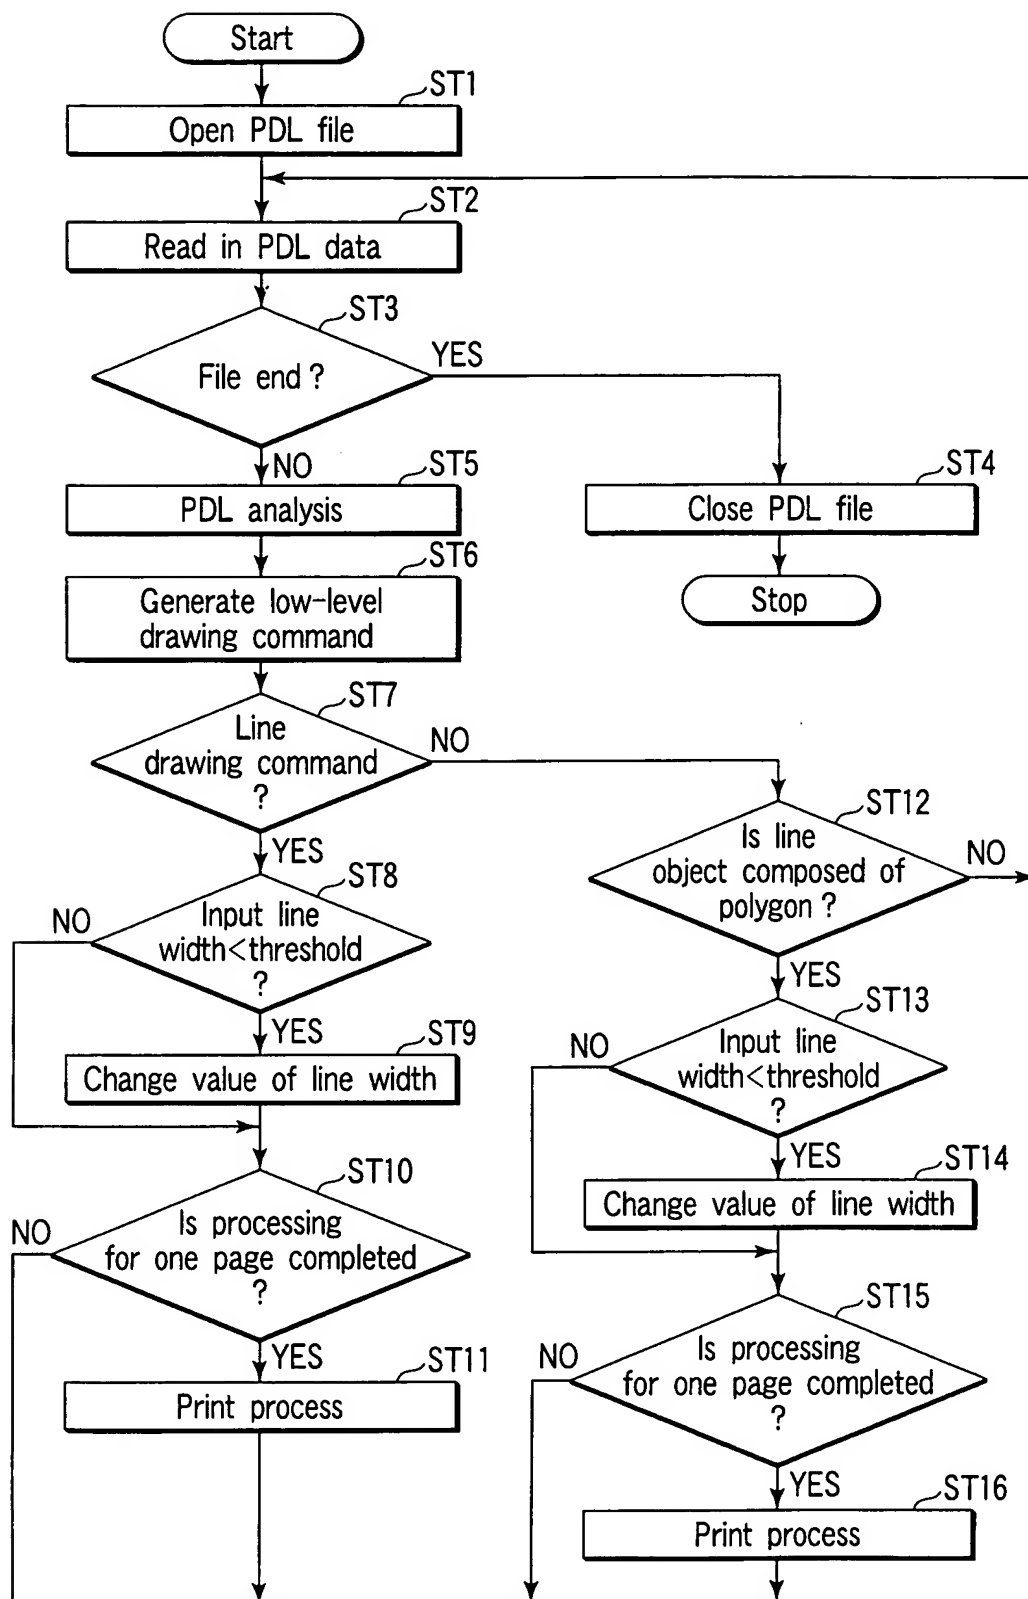 Start
ST1
Open PDL file
ST2
Read in PDL data
ST3
File end ?
YES
NO
ST5
PDL analysis
ST4
Close PDL file
Stop
ST6
Generate low-level
drawing command
ST7
Line
drawing command
?
NO
YES
ST12
Is line
object composed of
polygon ?
NO
YES
ST8
Input line
width<threshold
?
NO
YES
ST9
Change value of line width
ST13
Input line
width<threshold
?
NO
YES
ST14
Change value of line width
ST10
Is processing
for one page completed
?
NO
YES
ST11
Print process
ST15
Is processing
for one page completed
?
NO
YES
ST16
Print process